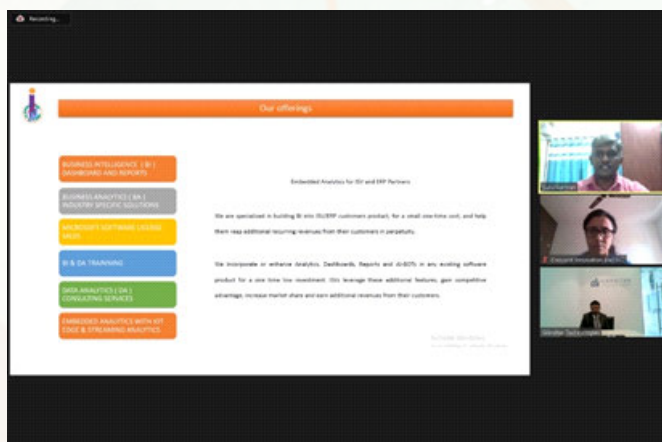 Recording...
Our offerings
BUSINESS INTELLIGENCE ( BI )
DASHBOARD AND REPORTS
BUSINESS ANALYTICS ( BA )
INDUSTRY SPECIFIC SOLUTIONS
MICROSOFT SOFTWARE LICENSE
SALES
BI & DA TRAINING
DATA ANALYTICS ( DA )
CONSULTING SERVICES
EMBEDDED ANALYTICS WITH IOT
EDGE & STREAMING ANALYTICS
Embedded Analytics for ISV and ERP Partners
We are specialized in building BI into ISV/ERP customers product, for a small one-time cost, and help
them reap additional recurring revenues from their customers in perpetuity.
We incorporate or enhance Analytics, Dashboards, Reports and AI-BOTs in any existing software
product for a one time low investment. ISVs leverage these additional features, gain competitive
advantage, increase market share and earn additional revenues from their customers.